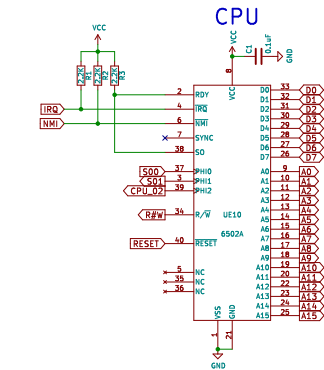 CPU
VCC
VCC
C1
0.1uF
GND
2.2K
R1
2.2K
R2
2.2K
R3
8
VCC
2 RDY D0 33 D0
D1 32 D1
IRQ 4 IRQ D2 31 D2
D3 30 D3
NMI 6 NMI D4 29 D4
D5 28 D5
7 SYNC D6 27 D6
38 SO D7 26 D7
S00 37 PHI0 A0 9 A0
S01 3 PHI1 A1 10 A1
CPU_02 39 PHI2 A2 11 A2
A3 12 A3
A4 13 A4
R#W 34 R/W UE10 A5 14 A5
A6 15 A6
6502A A7 16 A7
RESET 40 RESET A8 17 A8
A9 18 A9
A10 19 A10
5 NC A11 20 A11
35 NC A12 22 A12
36 NC A13 23 A13
A14 24 A14
A15 25 A15
VSS GND
1 21
GND